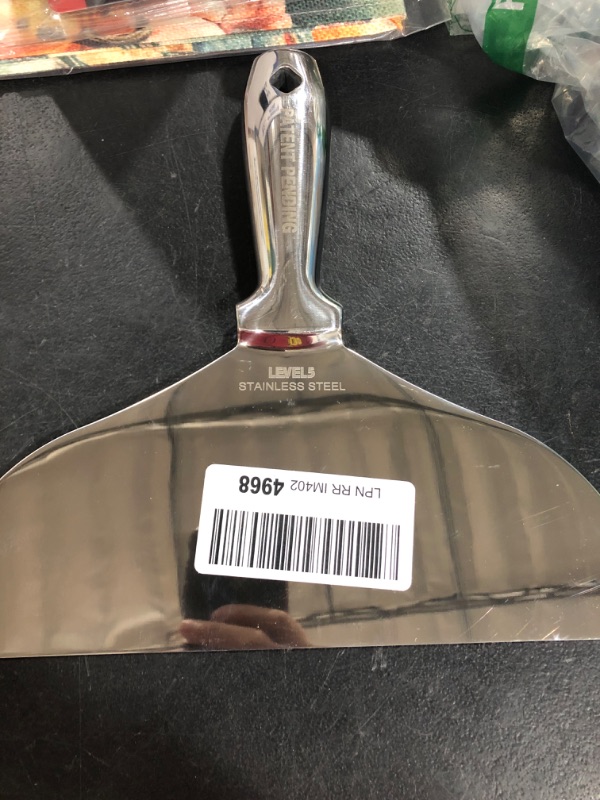 PATENT PENDING
LEVEL5
STAINLESS STEEL
LPN RR IM402 4968